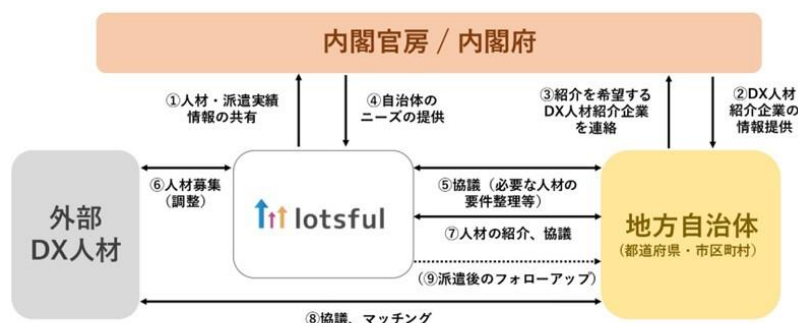 内閣官房 / 内閣府
①人材・派遣実績
情報の共有
④自治体の
ニーズの提供
③紹介を希望する
DX人材紹介企業
を連絡
②DX人材
紹介企業の
情報提供
外部
DX人材
⑥人材募集
（調整）
lotsful
⑤協議（必要な人材の
要件整理等）
⑦人材の紹介、協議
（⑨派遣後のフォローアップ）
地方自治体
（都道府県・市区町村）
⑧協議、マッチング